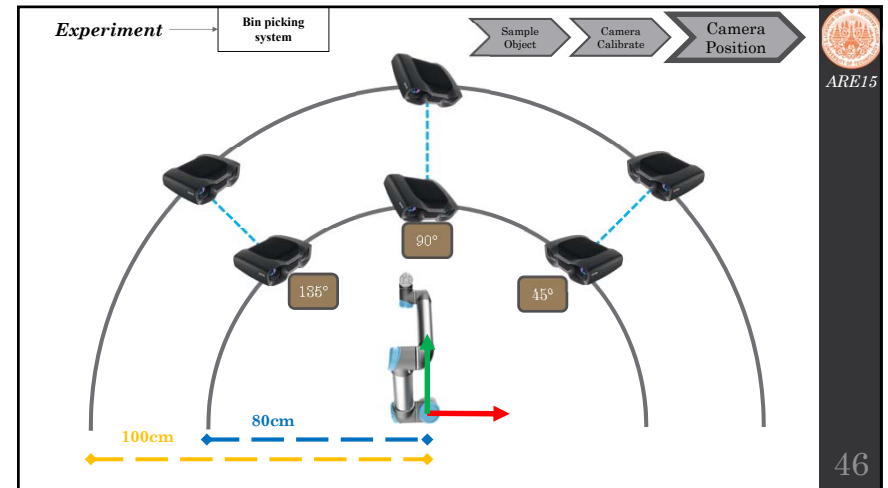 Experiment
Bin picking
system
Sample
Object
Camera
Calibrate
Camera
Position
ARE15
90°
135°
45°
80cm
100cm
46